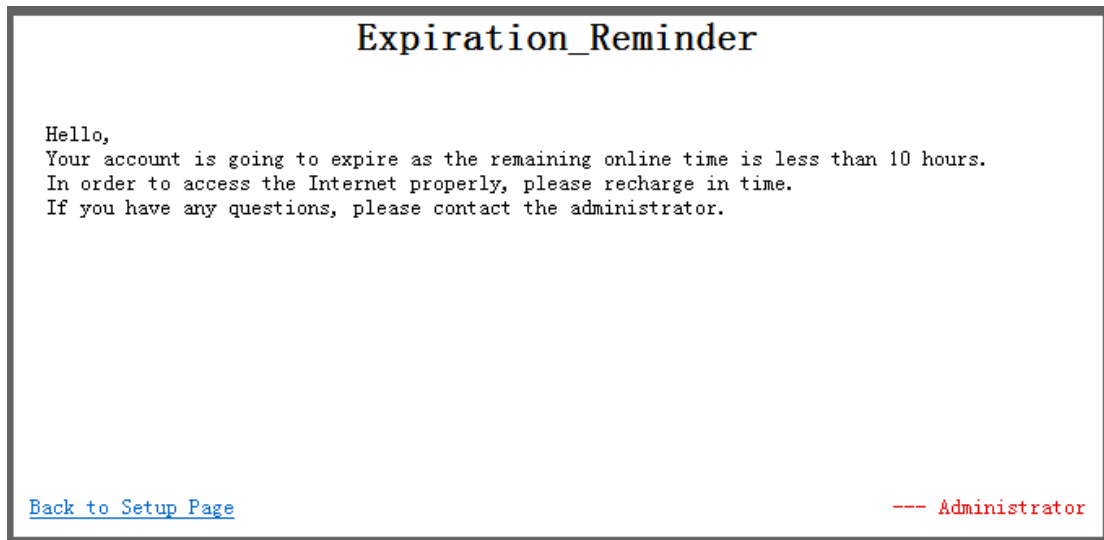 Expiration_Reminder
Hello,
Your account is going to expire as the remaining online time is less than 10 hours.
In order to access the Internet properly, please recharge in time.
If you have any questions, please contact the administrator.
Back to Setup Page
--- Administrator